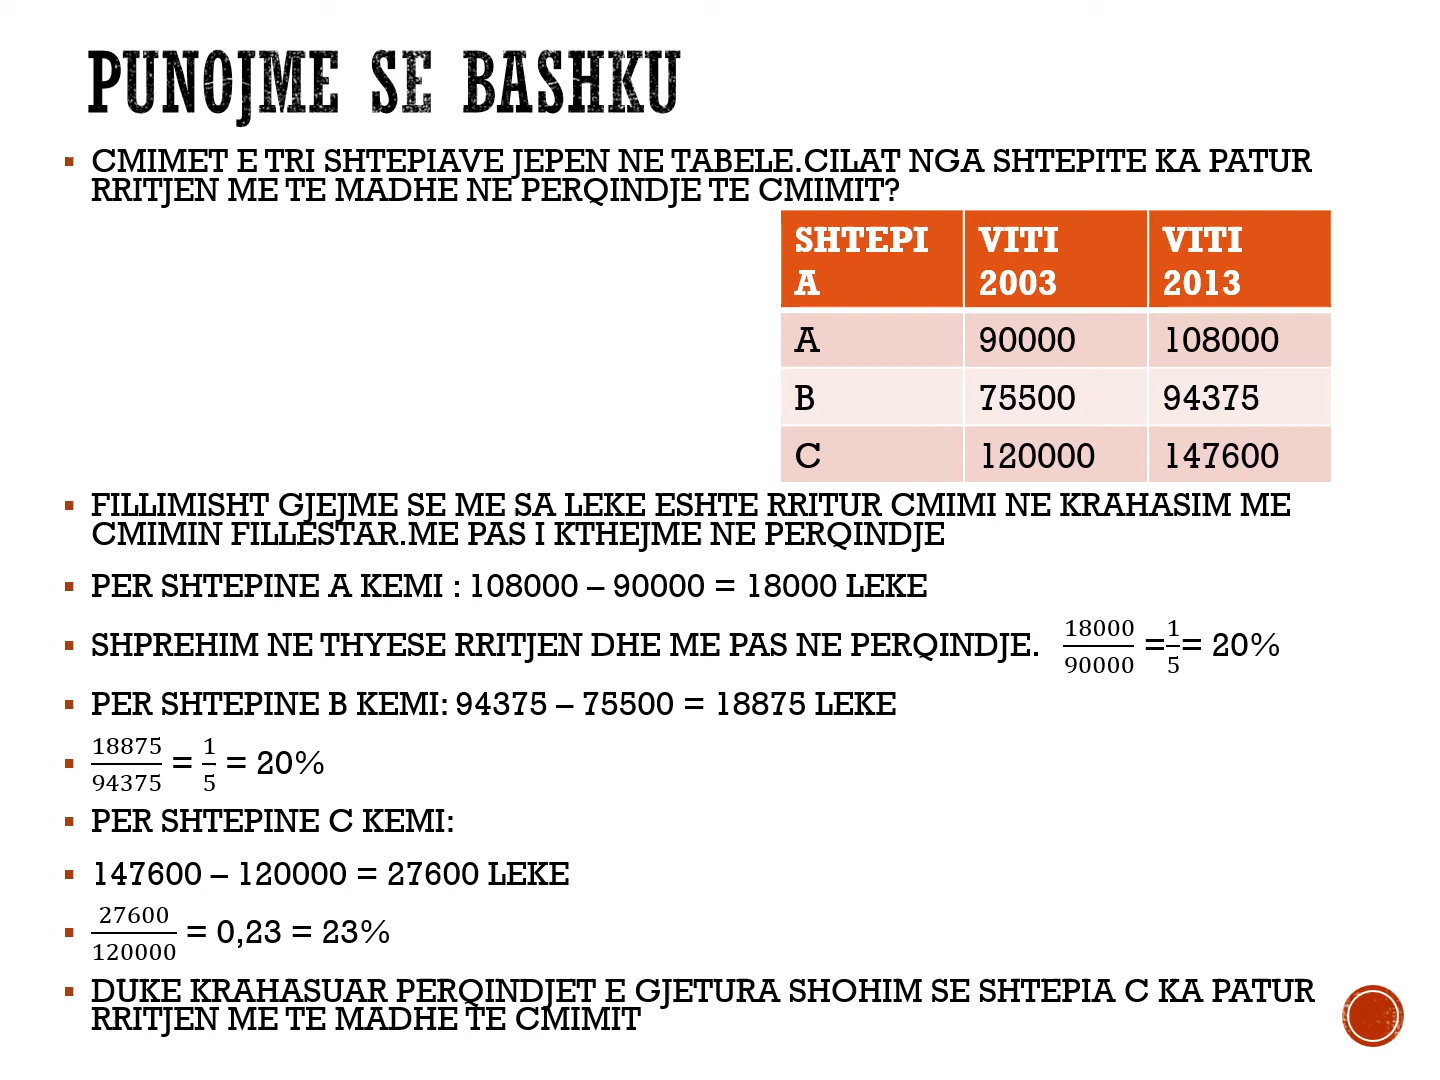 PUNOJME SE BASHKU
▪ CMIMET E TRI SHTEPIAVE JEPEN NE TABELE.CILAT NGA SHTEPITE KA PATUR
RRITJEN ME TE MADHE NE PERQINDJE TE CMIMIT?
SHTEPI
A
VITI
2003
VITI
2013
A 90000 108000
B 75500 94375
C 120000 147600
▪ FILLIMISHT GJEJME SE ME SA LEKE ESHTE RRITUR CMIMI NE KRAHASIM ME
CMIMIN FILLESTAR.ME PAS I KTHEJME NE PERQINDJE
▪ PER SHTEPINE A KEMI : 108000 – 90000 = 18000 LEKE
▪ SHPREHIM NE THYESE RRITJEN DHE ME PAS NE PERQINDJE. 18000/90000 =1/5= 20%
▪ PER SHTEPINE B KEMI: 94375 – 75500 = 18875 LEKE
▪ 18875/94375 = 1/5 = 20%
▪ PER SHTEPINE C KEMI:
▪ 147600 – 120000 = 27600 LEKE
▪ 27600/120000 = 0,23 = 23%
▪ DUKE KRAHASUAR PERQINDJET E GJETURA SHOHIM SE SHTEPIA C KA PATUR
RRITJEN ME TE MADHE TE CMIMIT